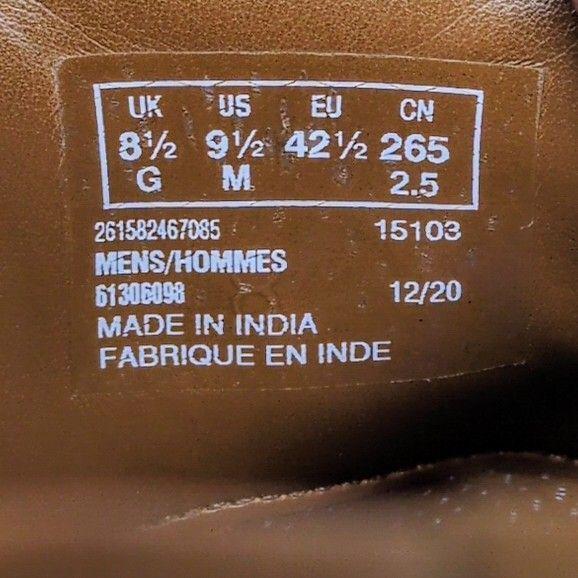 UK US EU CN
8½ 9½ 42½ 265
G M 2.5
261582467085 15103
MENS/HOMMES
61306098 12/20
MADE IN INDIA
FABRIQUE EN INDE